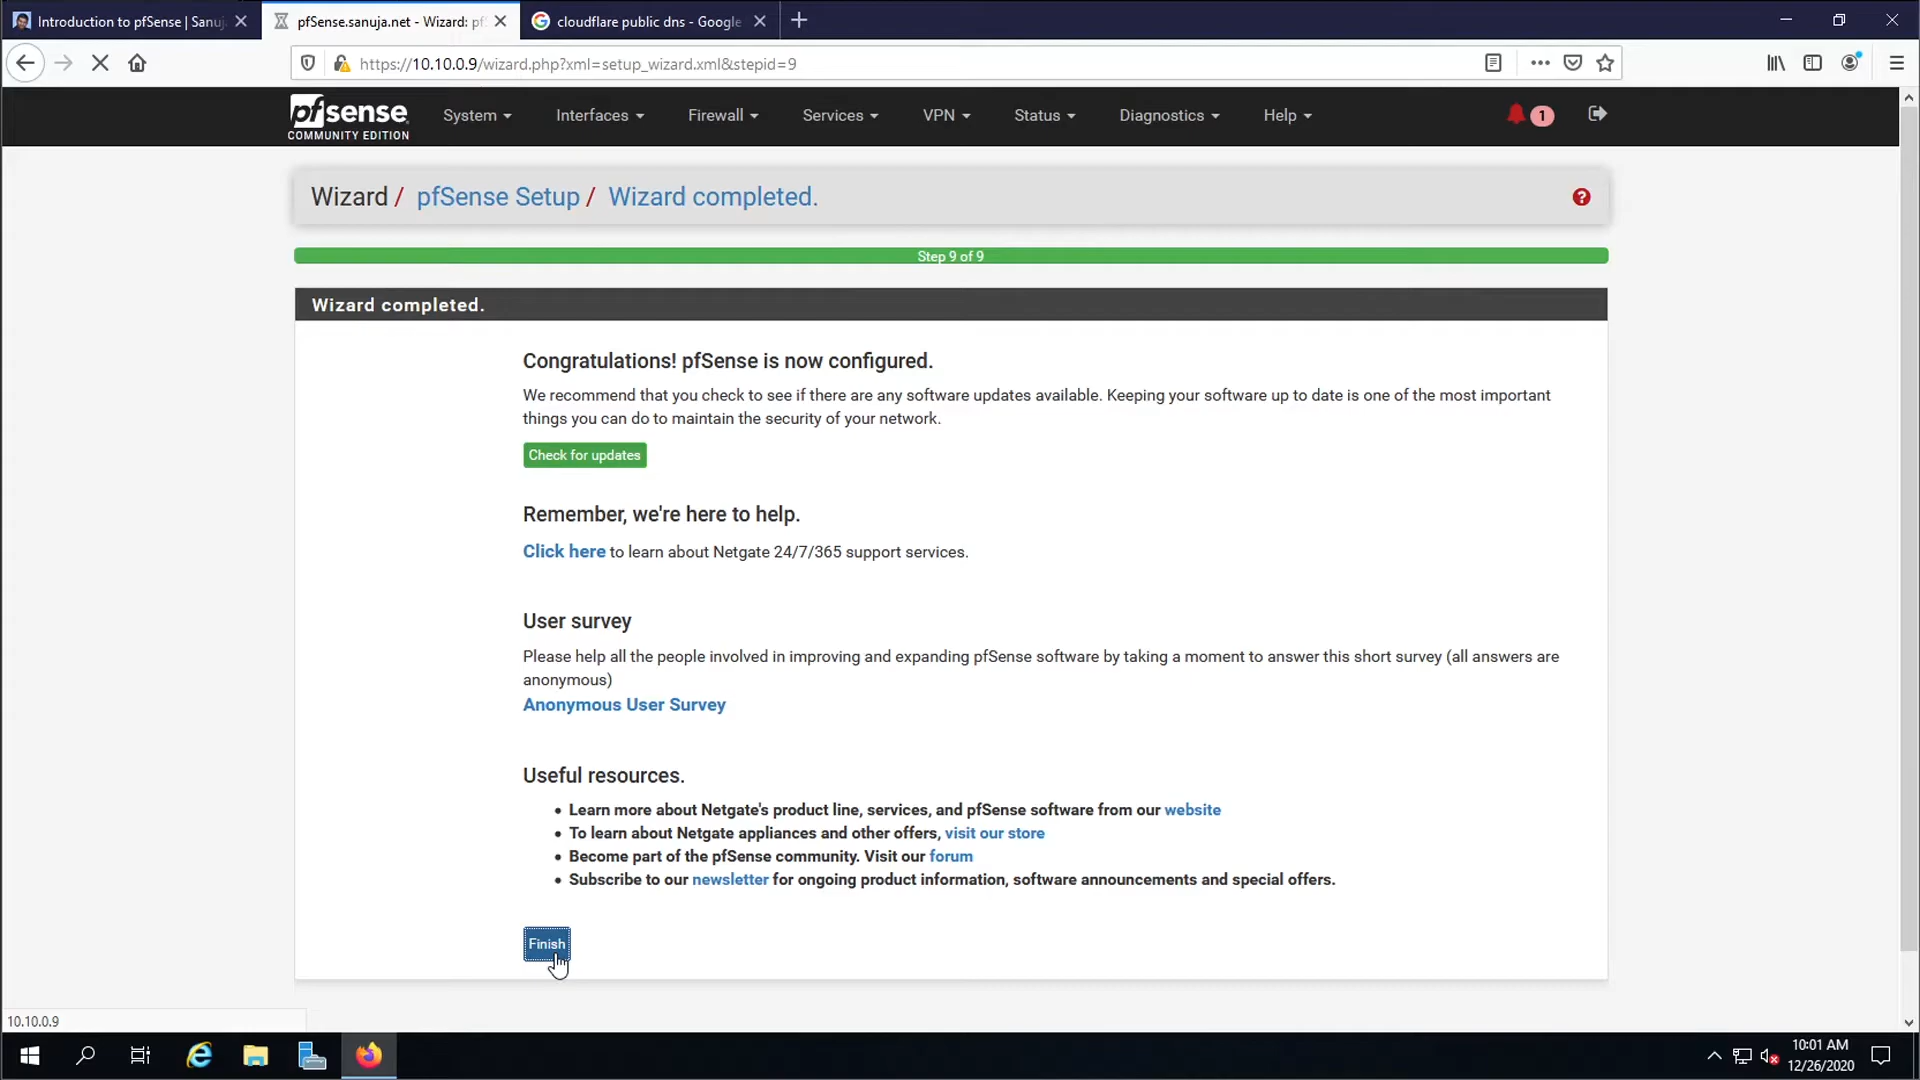 Introduction to pfSense | Sanuj
pfSense.sanuja.net - Wizard: pf
cloudflare public dns - Google
https://10.10.0.9/wizard.php?xml=setup_wizard.xml&stepid=9
pfsense
COMMUNITY EDITION
System
Interfaces
Firewall
Services
VPN
Status
Diagnostics
Help
1
Wizard / pfSense Setup / Wizard completed.
?
Step 9 of 9
Wizard completed.
Congratulations! pfSense is now configured.
We recommend that you check to see if there are any software updates available. Keeping your software up to date is one of the most important
things you can do to maintain the security of your network.
Check for updates
Remember, we're here to help.
Click here to learn about Netgate 24/7/365 support services.
User survey
Please help all the people involved in improving and expanding pfSense software by taking a moment to answer this short survey (all answers are
anonymous)
Anonymous User Survey
Useful resources.
• Learn more about Netgate's product line, services, and pfSense software from our website
• To learn about Netgate appliances and other offers, visit our store
• Become part of the pfSense community. Visit our forum
• Subscribe to our newsletter for ongoing product information, software announcements and special offers.
Finish
10.10.0.9
10:01 AM
12/26/2020